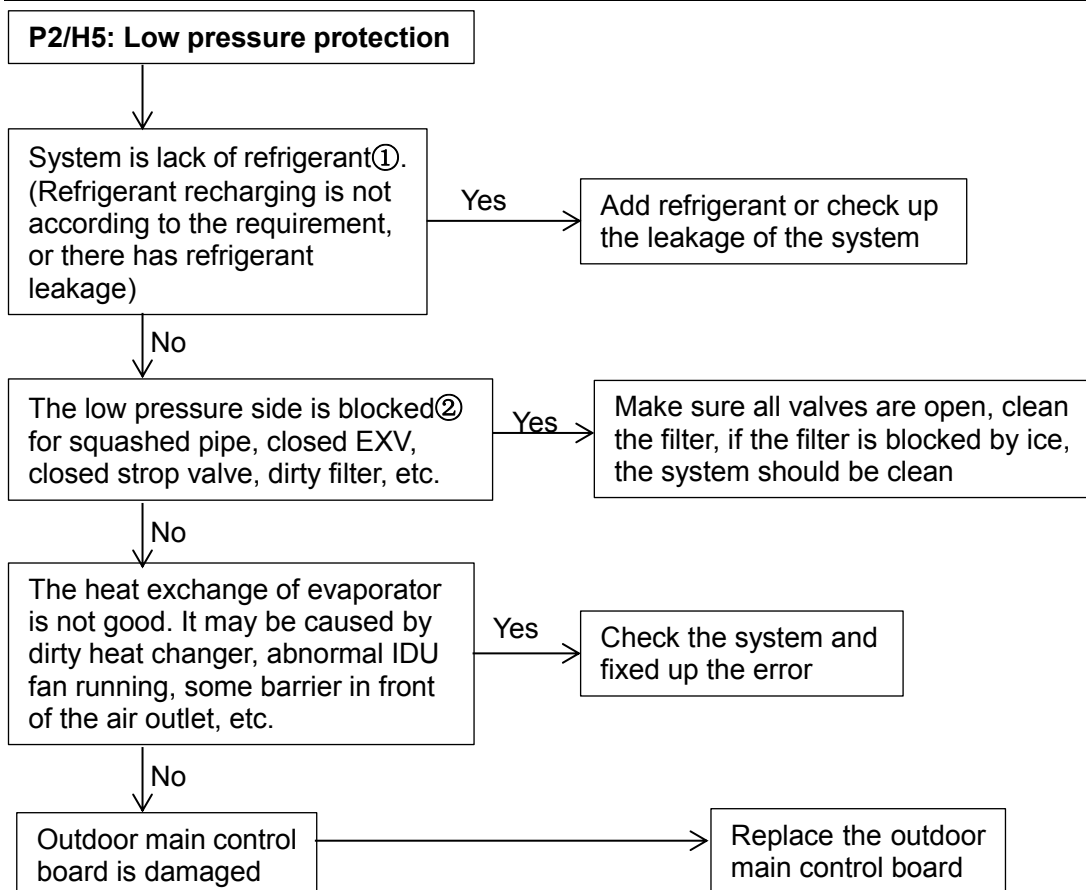 P2/H5: Low pressure protection
System is lack of refrigerant①.
(Refrigerant recharging is not
according to the requirement,
or there has refrigerant
leakage)
Yes
Add refrigerant or check up
the leakage of the system
No
The low pressure side is blocked②
for squashed pipe, closed EXV,
closed strop valve, dirty filter, etc.
Yes
Make sure all valves are open, clean
the filter, if the filter is blocked by ice,
the system should be clean
No
The heat exchange of evaporator
is not good. It may be caused by
dirty heat changer, abnormal IDU
fan running, some barrier in front
of the air outlet, etc.
Yes
Check the system and
fixed up the error
No
Outdoor main control
board is damaged
Replace the outdoor
main control board